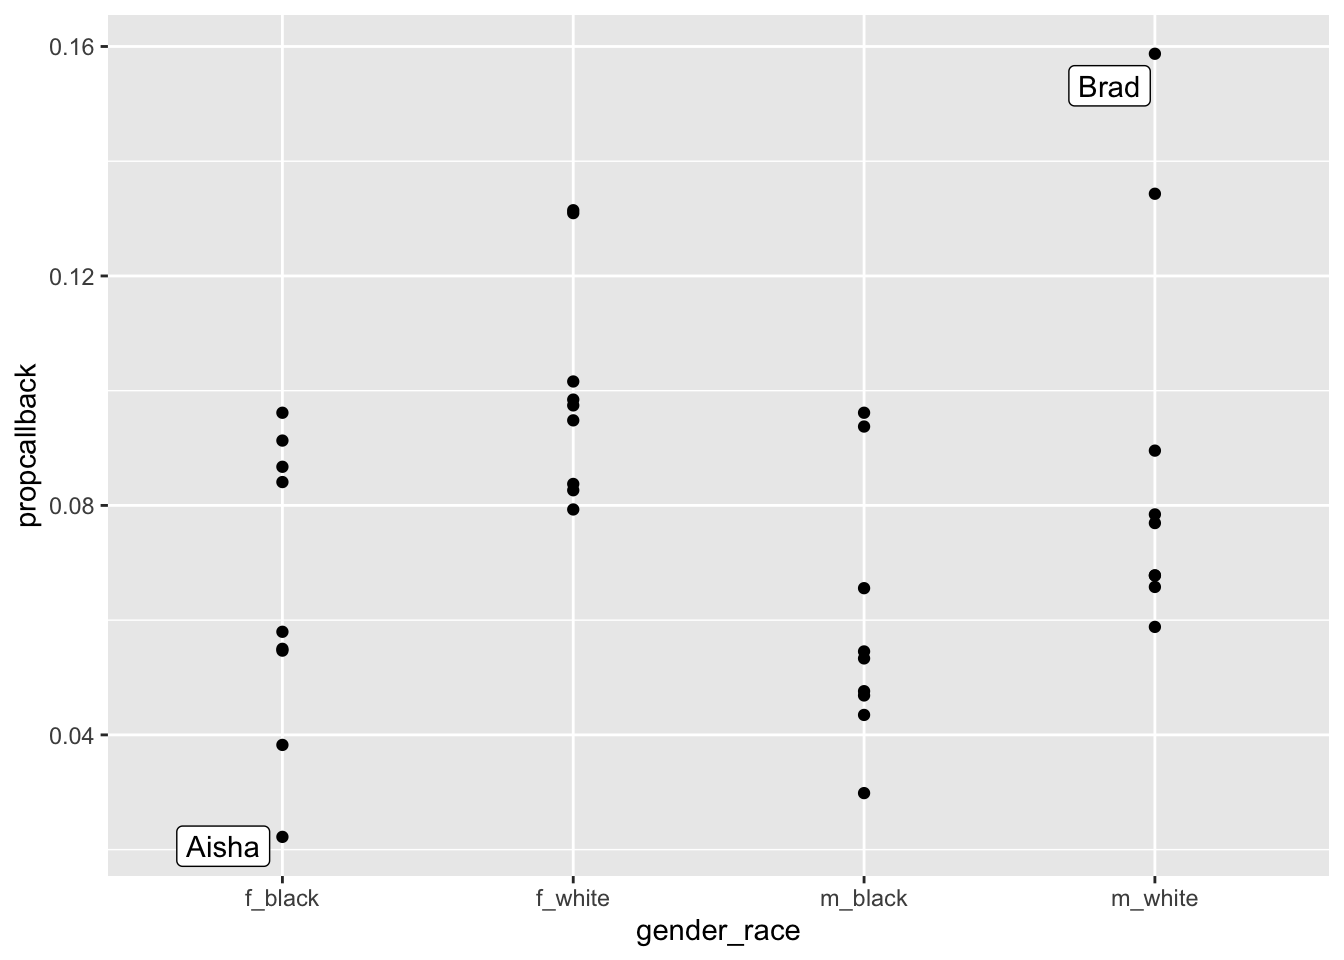 0.16
Brad
0.12
propcallback
0.08
0.04
Aisha
f_black f_white m_black m_white
gender_race